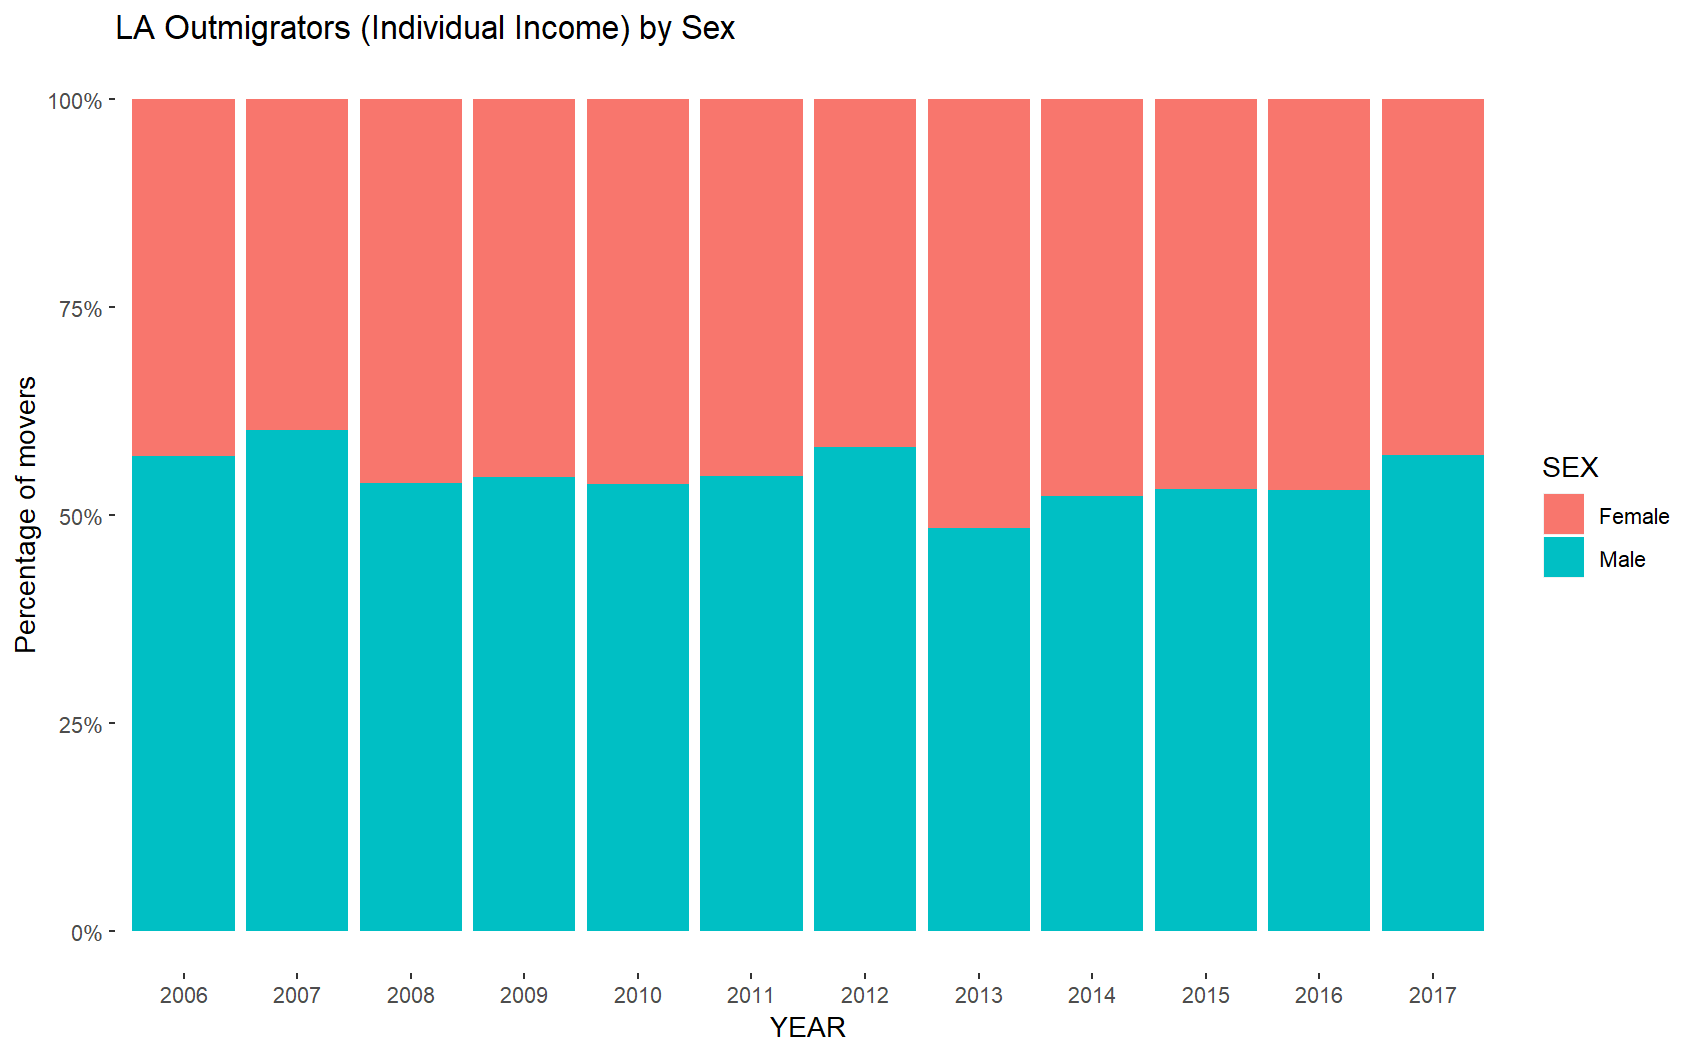 LA Outmigrators (Individual Income) by Sex
100%
75%
50%
25%
0%
Percentage of movers
2006 2007 2008 2009 2010 2011 2012 2013 2014 2015 2016 2017
YEAR
SEX
Female
Male